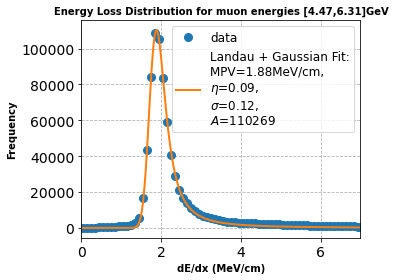 Energy Loss Distribution for muon energies [4.47,6.31]GeV
data
Landau + Gaussian Fit:
MPV=1.88MeV/cm,
η=0.09,
σ=0.12,
A=110269
Frequency
100000
80000
60000
40000
20000
0
0 2 4 6
dE/dx (MeV/cm)